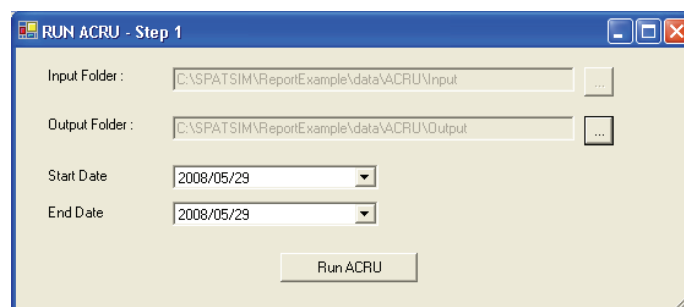 RUN ACRU - Step 1
Input Folder : C:\SPATSIM\ReportExample\data\ACRU\Input ...
Output Folder : C:\SPATSIM\ReportExample\data\ACRU\Output ...
Start Date 2008/05/29
End Date 2008/05/29
Run ACRU